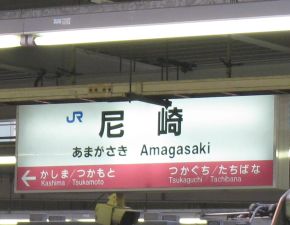 JR 尼崎
あまがさき Amagasaki
← かしま/つかもと つかぐち/たちばな
Kashima / Tsukamoto Tsukaguchi / Tachibana